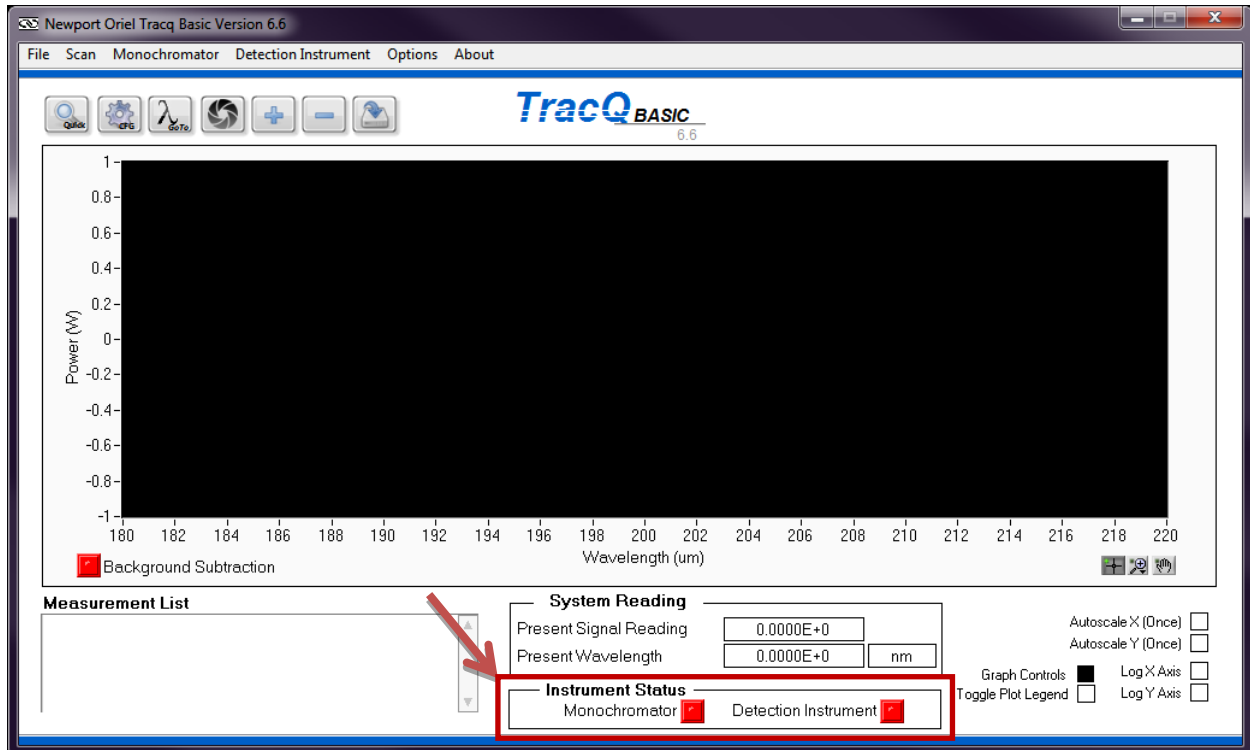 Newport Oriel Tracq Basic Version 6.6
File Scan Monochromator Detection Instrument Options About
Quick CFG GoTo
TracQ BASIC
6.6
1
0.8
0.6
0.4
0.2
0
-0.2
-0.4
-0.6
-0.8
-1
Power (W)
180 182 184 186 188 190 192 194 196 198 200 202 204 206 208 210 212 214 216 218 220
Wavelength (um)
Background Subtraction
Measurement List
System Reading
Present Signal Reading 0.0000E+0
Present Wavelength 0.0000E+0 nm
Instrument Status
Monochromator Detection Instrument
Autoscale X (Once)
Autoscale Y (Once)
Graph Controls Log X Axis
Toggle Plot Legend Log Y Axis